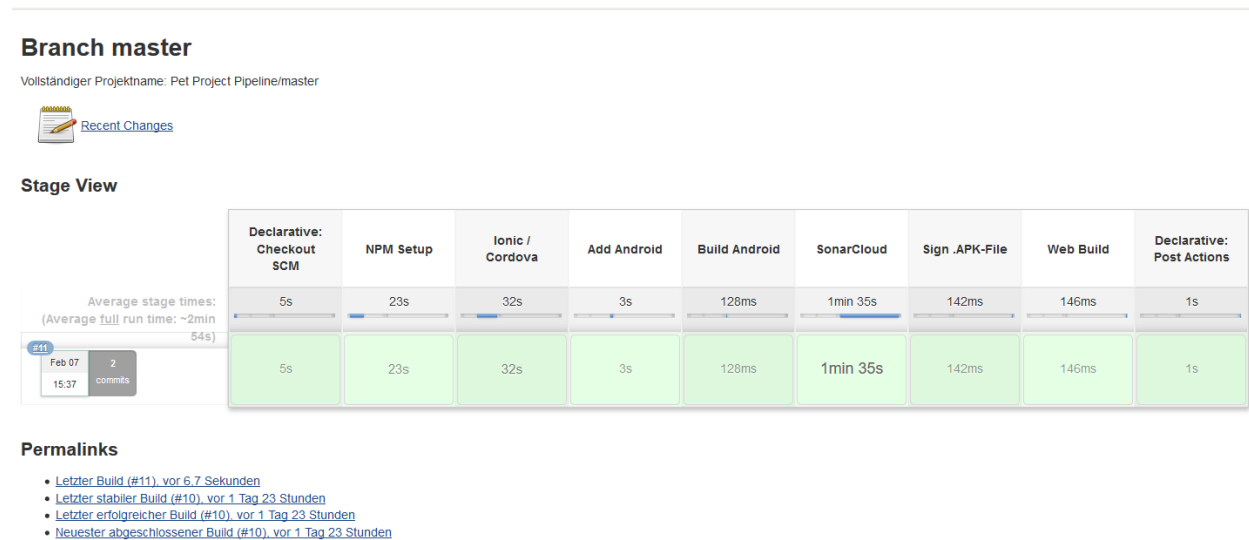 Branch master
Vollständiger Projektname: Pet Project Pipeline/master
Recent Changes
Stage View
Declarative: Checkout SCM
NPM Setup
Ionic / Cordova
Add Android
Build Android
SonarCloud
Sign .APK-File
Web Build
Declarative: Post Actions
Average stage times:
(Average full run time: ~2min 54s)
5s
23s
32s
3s
128ms
1min 35s
142ms
146ms
1s
#11
Feb 07
15:37
2
commits
5s
23s
32s
3s
128ms
1min 35s
142ms
146ms
1s
Permalinks
Letzter Build (#11), vor 6,7 Sekunden
Letzter stabiler Build (#10), vor 1 Tag 23 Stunden
Letzter erfolgreicher Build (#10), vor 1 Tag 23 Stunden
Neuester abgeschlossener Build (#10), vor 1 Tag 23 Stunden